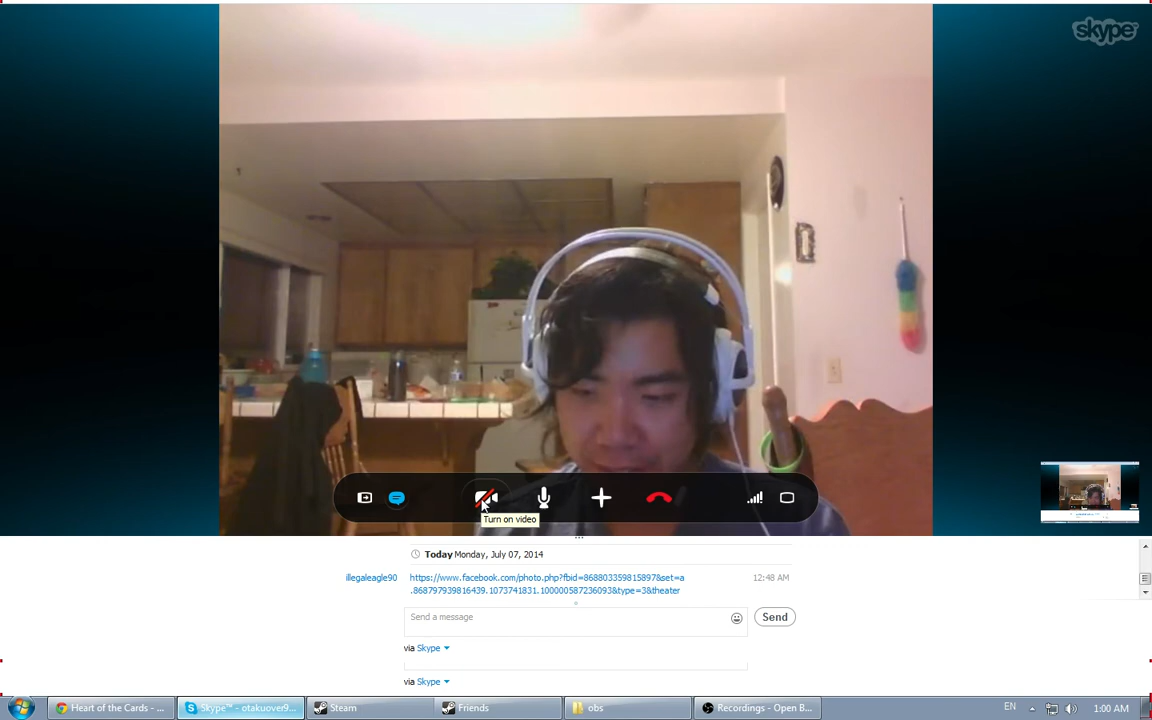 skype
Turn on video
Today Monday, July 07, 2014
illegaleagle90 https://www.facebook.com/photo.php?fbid=868803359815897&set=a 12:48 AM
.868797939816439.1073741831.100000587236093&type=3&theater
Send a message Send
via Skype
via Skype
Heart of the Cards - ... Skype™ - otakuover9... Steam Friends obs Recordings - Open B... EN 1:00 AM